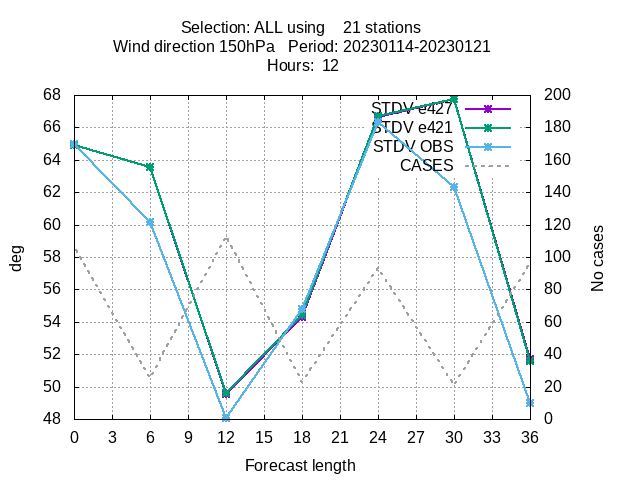 Selection: ALL using    21 stations
Wind direction 150hPa   Period: 20230114-20230121
Hours:  12
STDV e427
STDV e421
STDV OBS
CASES
68
66
64
62
60
58
56
54
52
50
48
200
180
160
140
120
100
80
60
40
20
0
deg
No cases
0 3 6 9 12 15 18 21 24 27 30 33 36
Forecast length